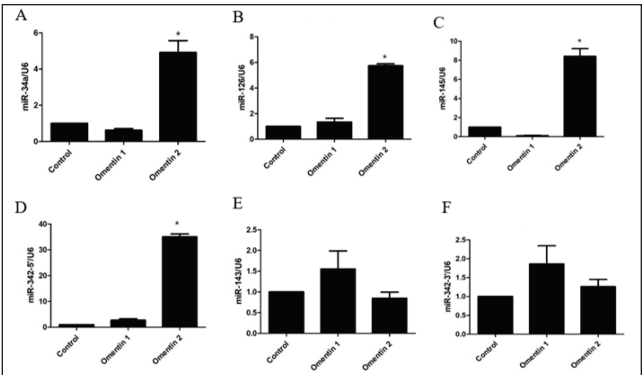 A
miR-34a/U6
6
4
2
0
Control
Omentin 1
Omentin 2
*
B
miR-126/U6
8
6
4
2
0
Control
Omentin 1
Omentin 2
*
C
miR-145/U6
10
8
6
4
2
0
Control
Omentin 1
Omentin 2
*
D
miR-342-5'/U6
40
30
20
10
0
Control
Omentin 1
Omentin 2
*
E
miR-143/U6
2.5
2.0
1.5
1.0
0.5
0.0
Control
Omentin 1
Omentin 2
F
miR-342-3'/U6
2.5
2.0
1.5
1.0
0.5
0.0
Control
Omentin 1
Omentin 2